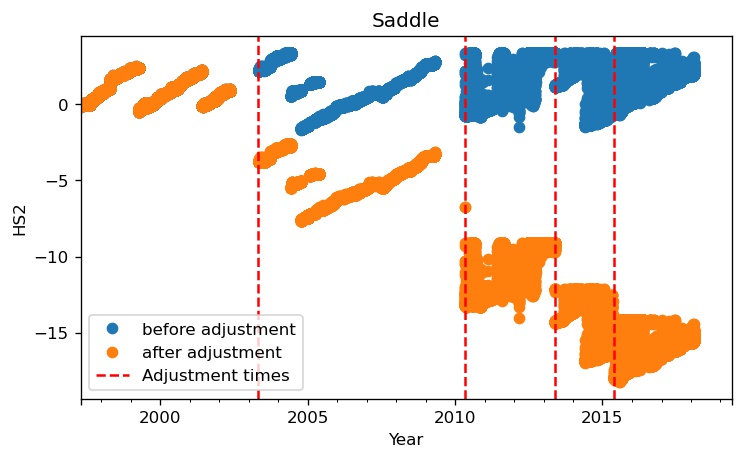 Saddle
HS2
0
−5
−10
−15
before adjustment
after adjustment
Adjustment times
2000
2005
2010
2015
Year